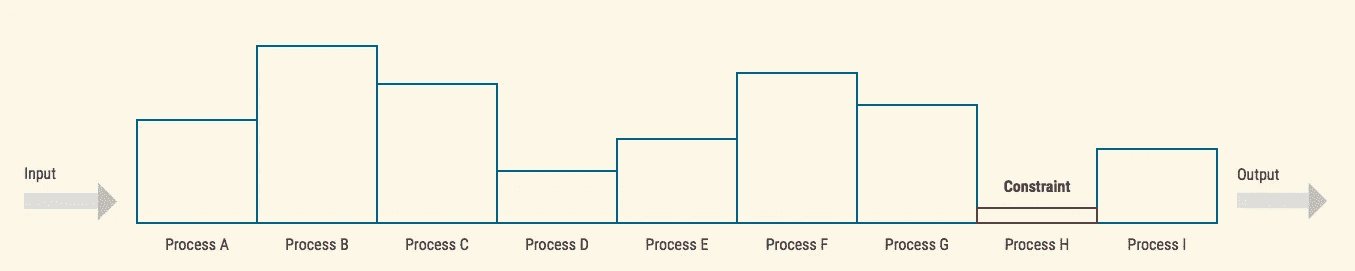 Input
Constraint
Output
Process A
Process B
Process C
Process D
Process E
Process F
Process G
Process H
Process I